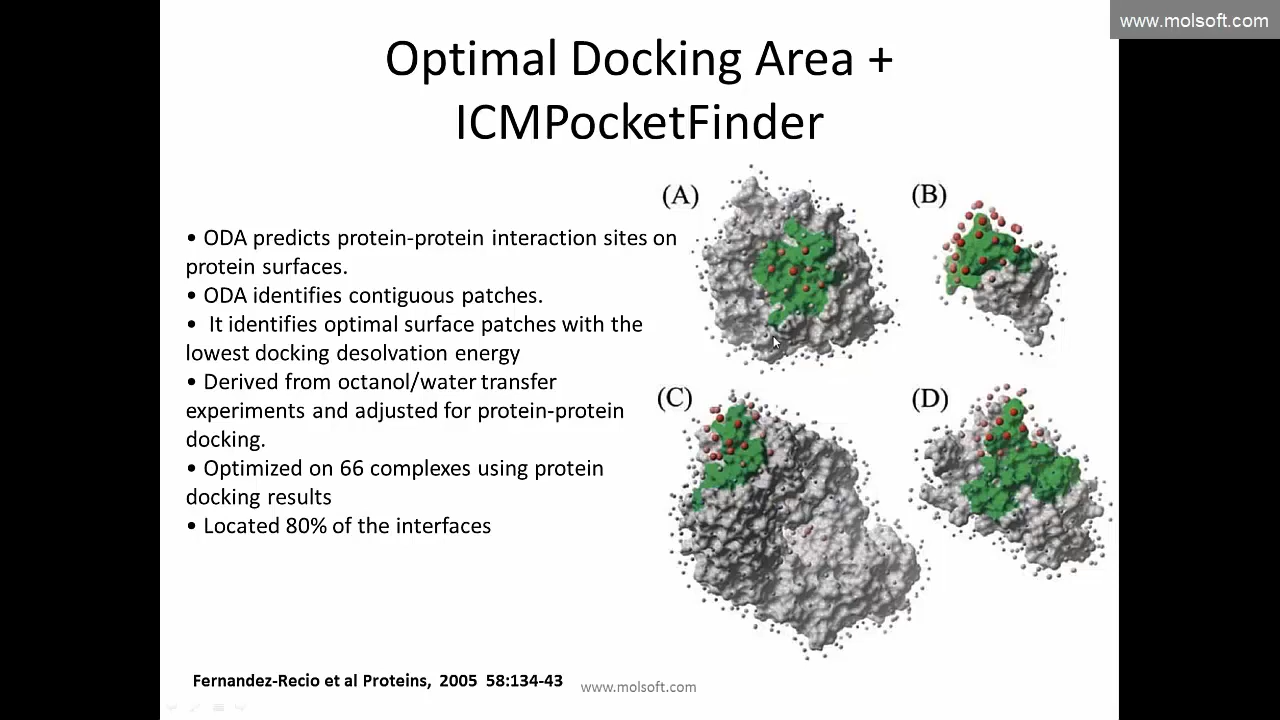 www.molsoft.com
Optimal Docking Area +
ICMPocketFinder
• ODA predicts protein-protein interaction sites on
protein surfaces.
• ODA identifies contiguous patches.
•  It identifies optimal surface patches with the
lowest docking desolvation energy
• Derived from octanol/water transfer
experiments and adjusted for protein-protein
docking.
• Optimized on 66 complexes using protein
docking results
• Located 80% of the interfaces
(A)
(B)
(C)
(D)
Fernandez-Recio et al Proteins, 2005 58:134-43
www.molsoft.com